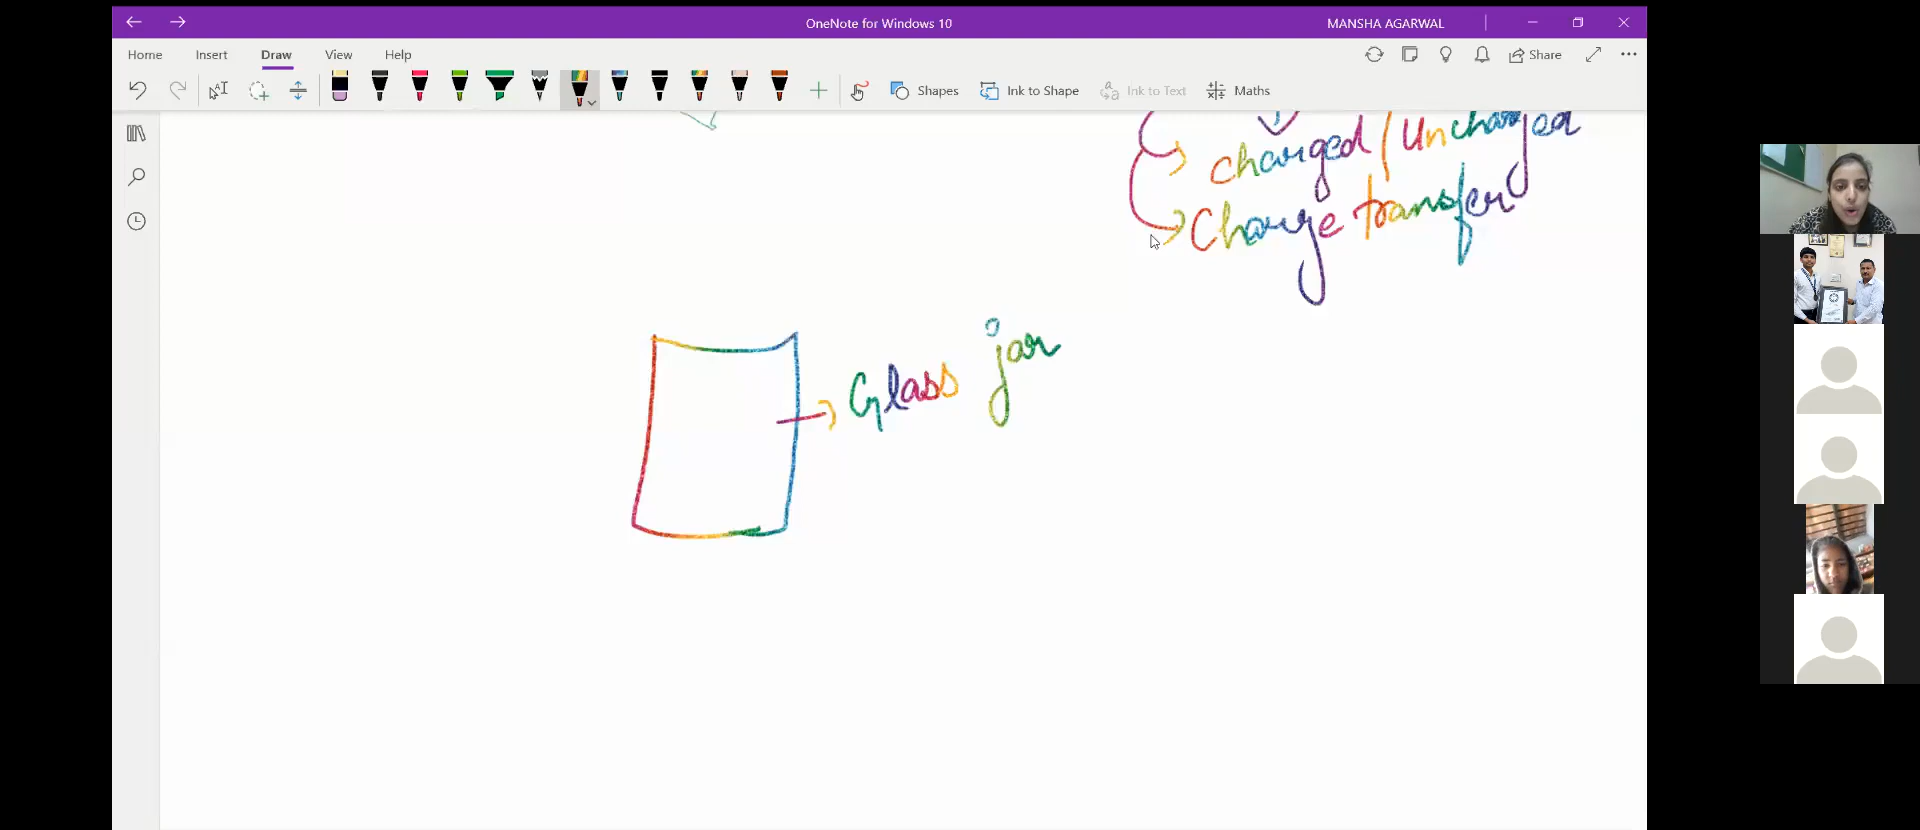 OneNote for Windows 10
MANSHA AGARWAL
Home Insert Draw View Help
Share
Shapes Ink to Shape Ink to Text Maths
charged / Uncharged
Charge transfer
Glass jar